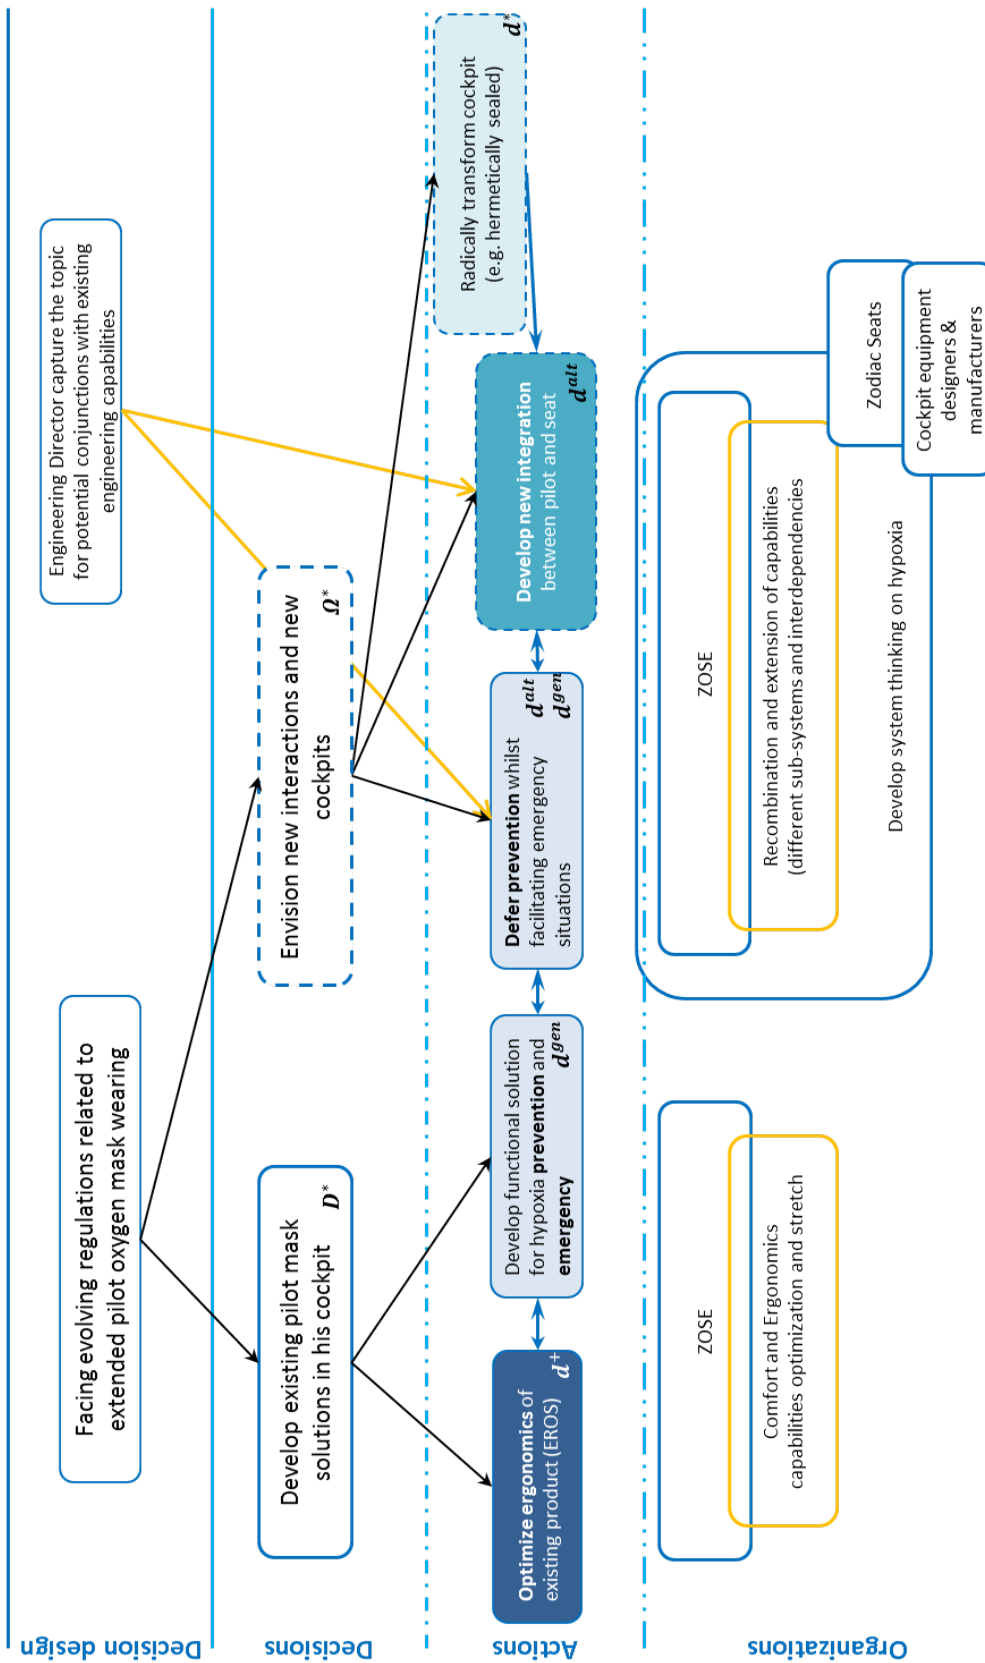 Decision design
Facing evolving regulations related to
extended pilot oxygen mask wearing
Engineering Director capture the topic
for potential conjunctions with existing
engineering capabilities
Decisions
Develop existing pilot mask
solutions in his cockpit
D*
Envision new interactions and new
cockpits
Ω*
Actions
Optimize ergonomics of
existing product (EROS)
d+
Develop functional solution
for hypoxia prevention and
emergency
dgen
Defer prevention whilst
facilitating emergency
situations
dalt
dgen
Develop new integration
between pilot and seat
dalt
Radically transform cockpit
(e.g. hermetically sealed)
d*
Organizations
ZOSE
Comfort and Ergonomics
capabilities optimization and stretch
ZOSE
Recombination and extension of capabilities
(different sub-systems and interdependencies
Develop system thinking on hypoxia
Zodiac Seats
Cockpit equipment
designers &
manufacturers